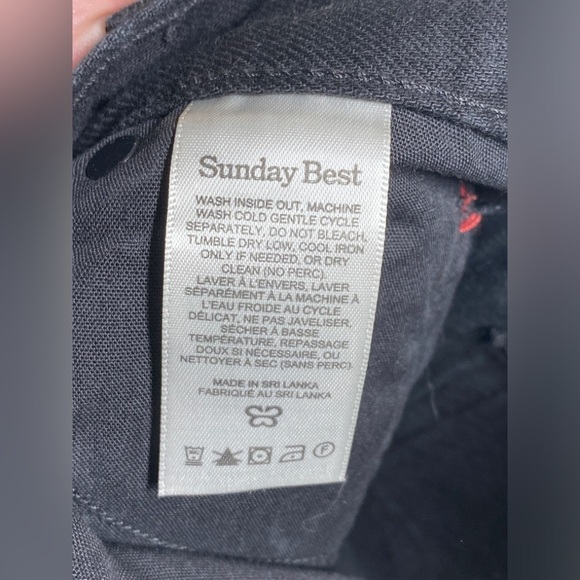 Sunday Best
WASH INSIDE OUT, MACHINE
WASH COLD GENTLE CYCLE
SEPARATELY, DO NOT BLEACH,
TUMBLE DRY LOW, COOL IRON
ONLY IF NEEDED, OR DRY
CLEAN (NO PERC).
LAVER À L'ENVERS, LAVER
SÉPARÉMENT À LA MACHINE À
L'EAU FROIDE AU CYCLE
DÉLICAT, NE PAS JAVELISER,
SÉCHER À BASSE
TEMPÉRATURE, REPASSAGE
DOUX SI NÉCESSAIRE, OU
NETTOYER À SEC (SANS PERC).
MADE IN SRI LANKA
FABRIQUÉ AU SRI LANKA
F